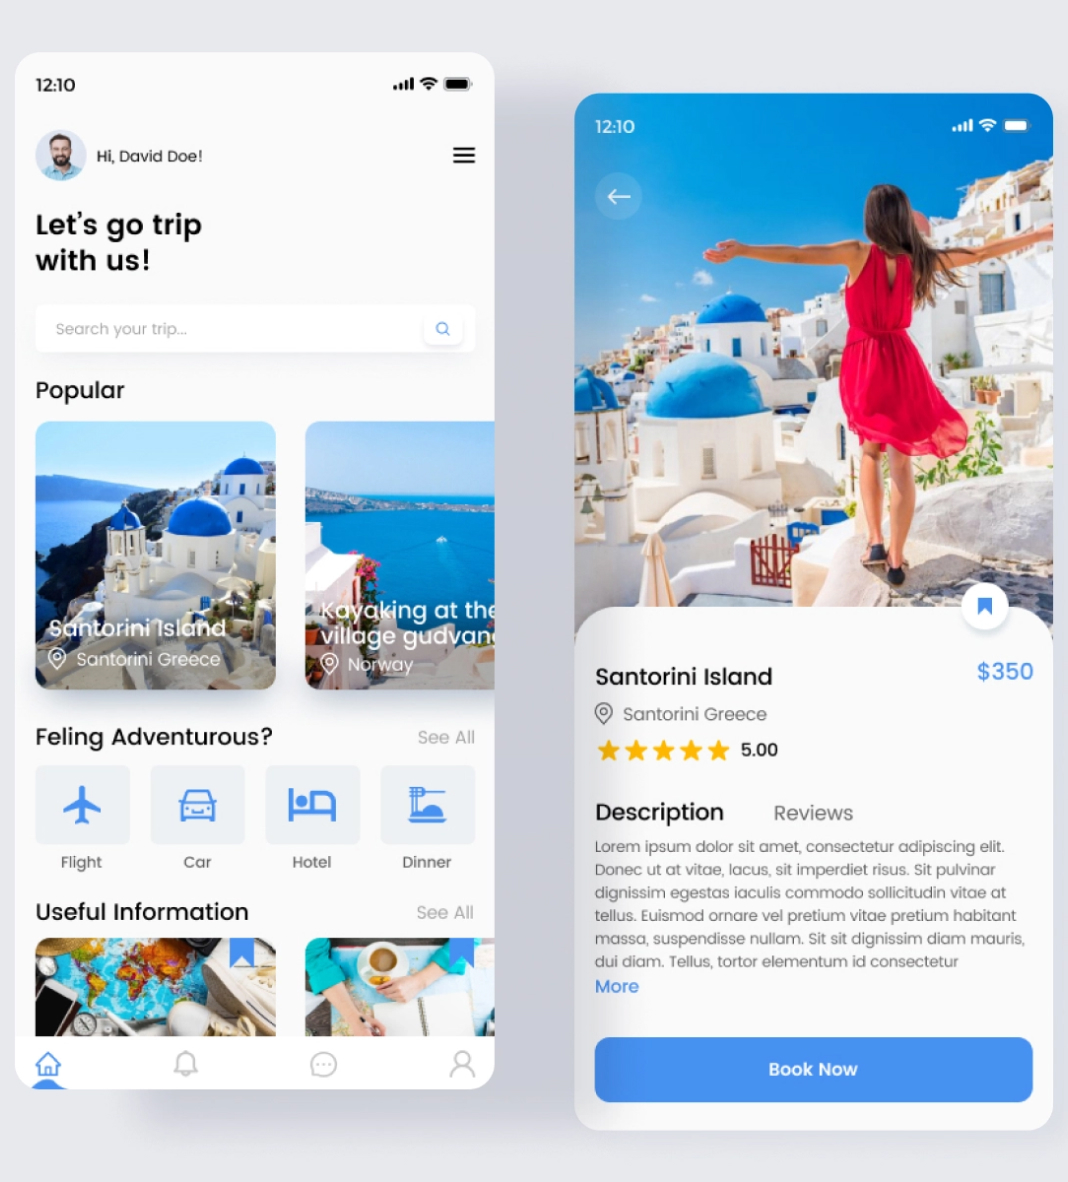 12:10
Hi, David Doe!
Let's go trip
with us!
Search your trip...
Popular
Santorini Island
Santorini Greece
Kayaking at the
village gudvan
Norway
Feling Adventurous?
See All
Flight
Car
Hotel
Dinner
Useful Information
See All
12:10
Santorini Island
$350
Santorini Greece
5.00
Description
Reviews
Lorem ipsum dolor sit amet, consectetur adipiscing elit.
Donec ut at vitae, lacus, sit imperdiet risus. Sit pulvinar
dignissim egestas iaculis commodo sollicitudin vitae at
tellus. Euismod ornare vel pretium vitae pretium habitant
massa, suspendisse nullam. Sit sit dignissim diam mauris,
dui diam. Tellus, tortor elementum id consectetur
More
Book Now